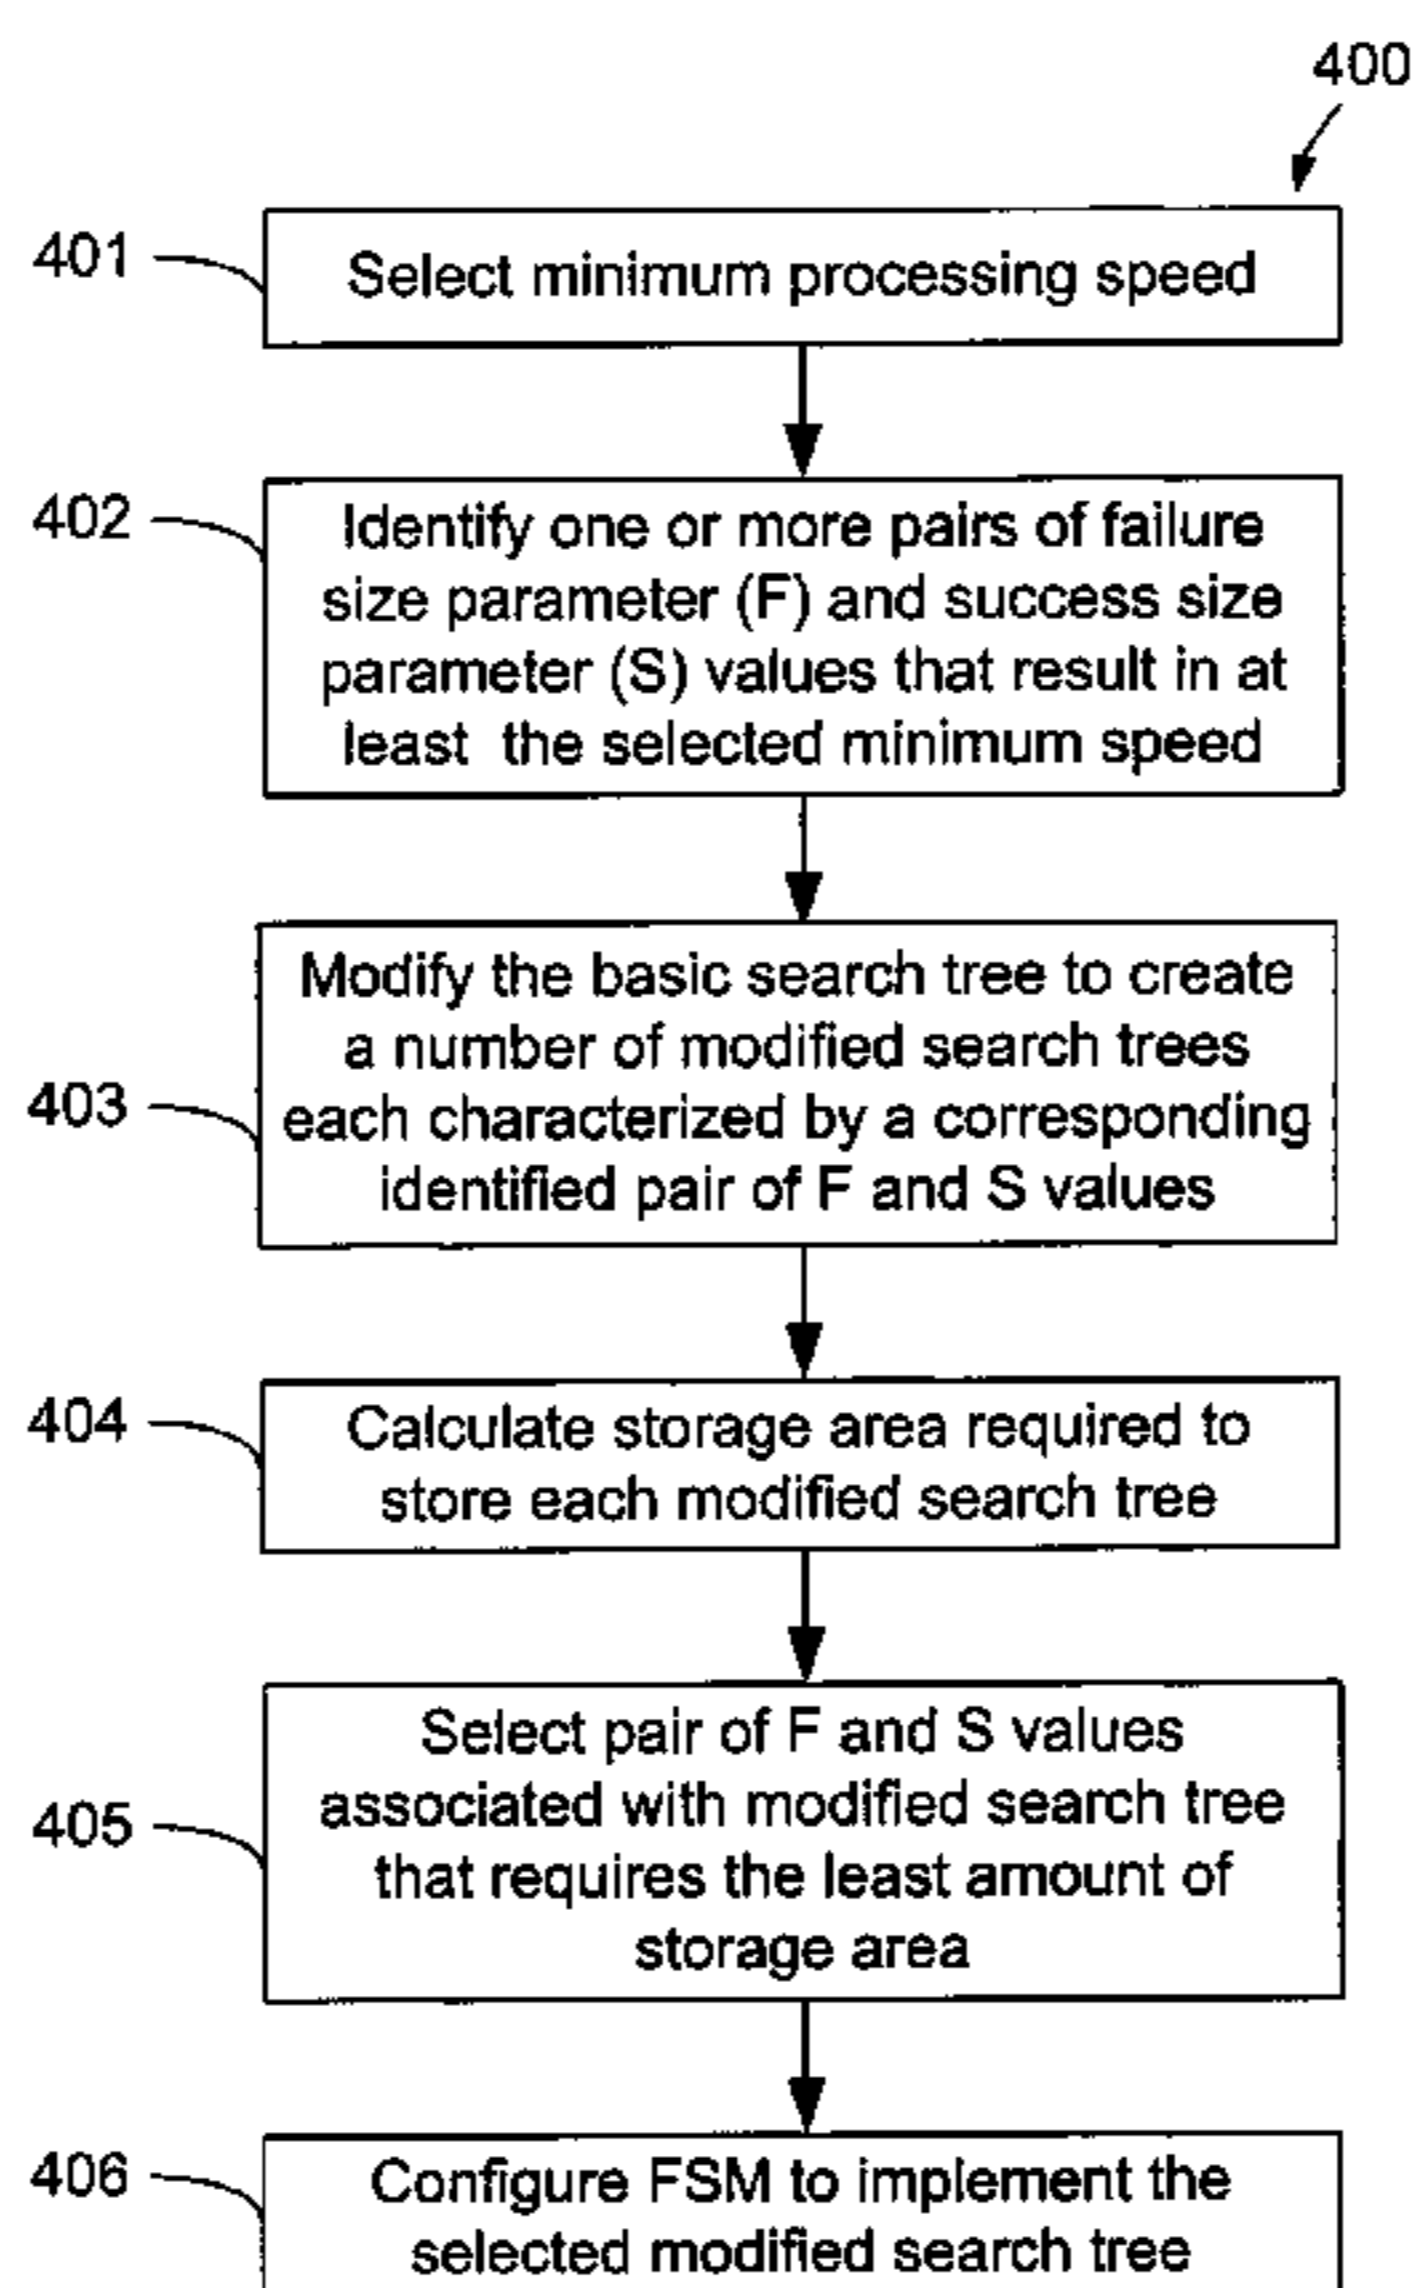 400
401
Select minimum processing speed
402
Identify one or more pairs of failure
size parameter (F) and success size
parameter (S) values that result in at
least the selected minimum speed
403
Modify the basic search tree to create
a number of modified search trees
each characterized by a corresponding
identified pair of F and S values
404
Calculate storage area required to
store each modified search tree
405
Select pair of F and S values
associated with modified search tree
that requires the least amount of
storage area
406
Configure FSM to implement the
selected modified search tree